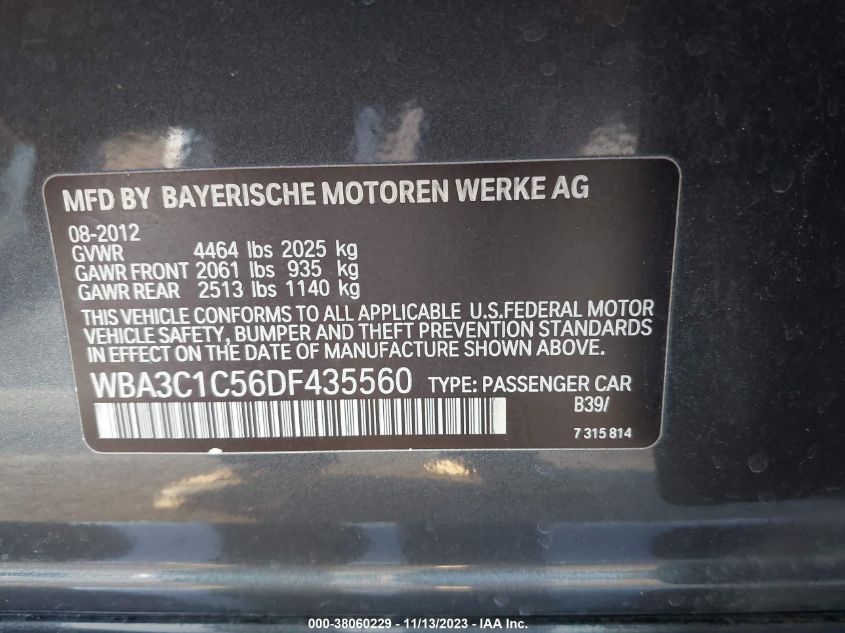 MFD BY BAYERISCHE MOTOREN WERKE AG
08-2012
GVWR 4464 lbs 2025 kg
GAWR FRONT 2061 lbs 935 kg
GAWR REAR 2513 lbs 1140 kg
THIS VEHICLE CONFORMS TO ALL APPLICABLE U.S.FEDERAL MOTOR
VEHICLE SAFETY, BUMPER AND THEFT PREVENTION STANDARDS
IN EFFECT ON THE DATE OF MANUFACTURE SHOWN ABOVE.
WBA3C1C56DF435560 TYPE: PASSENGER CAR
B39/
7 315 814
000-38060229 - 11/13/2023 - IAA Inc.